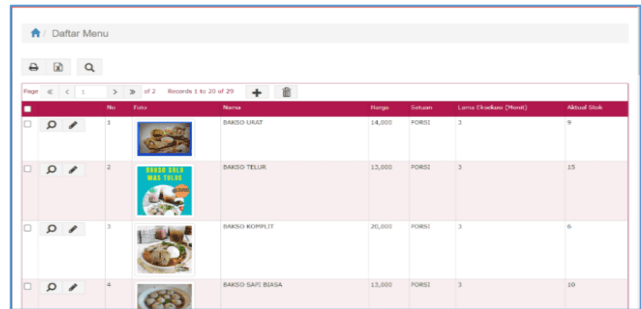 / Daftar Menu
Page 1 of 2 Records 1 to 20 of 29
No Foto Nama Harga Satuan Lama Eksekusi (Menit) Aktual Stok
1 BAKSO URAT 14,000 PORSI 3 9
2 BAKSO SOLO MAS TULUS BAKSO TELUR 13,000 PORSI 3 15
3 BAKSO KOMPLIT 20,000 PORSI 3 6
4 BAKSO SAPI BIASA 13,000 PORSI 3 10